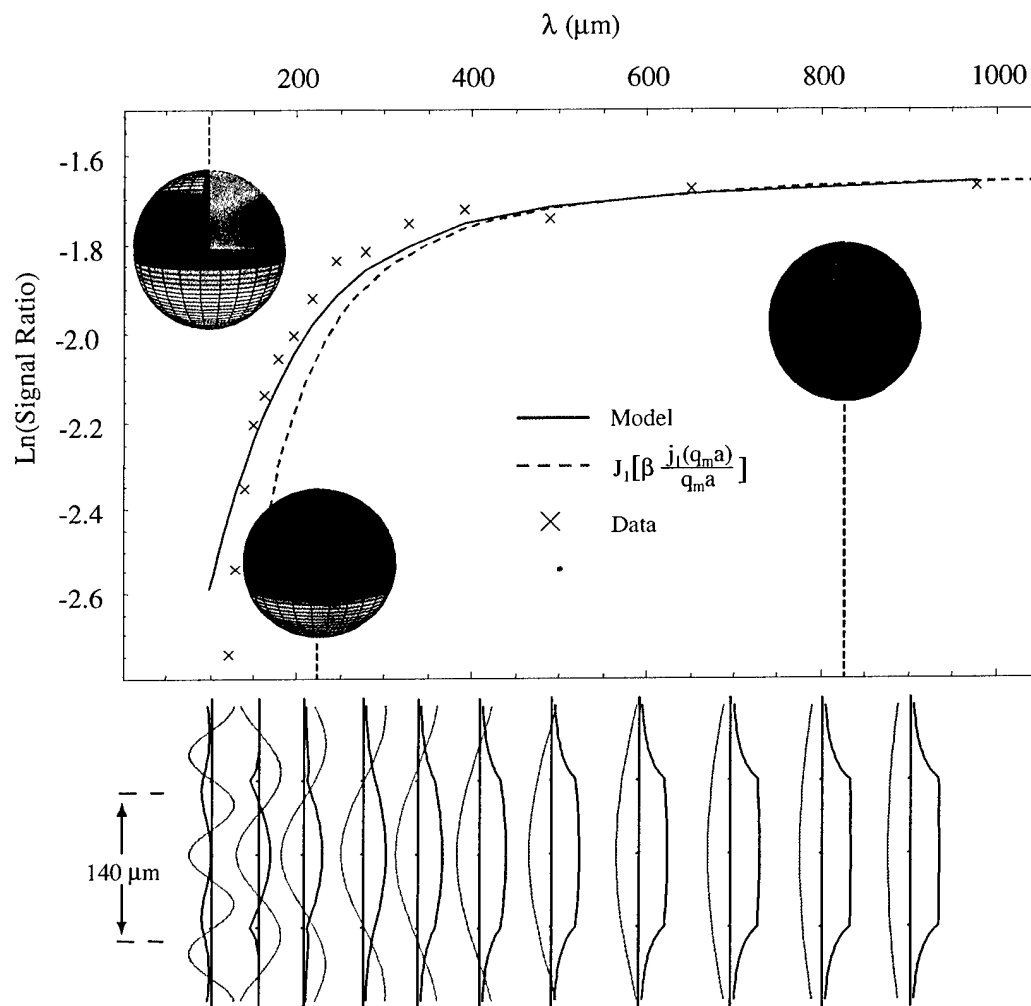 λ (µm)
200 400 600 800 1000
Ln(Signal Ratio)
-1.6
-1.8
-2.0
-2.2
-2.4
-2.6
Model
J₁[β j₁(qₘa)/qₘa]
Data
140 µm